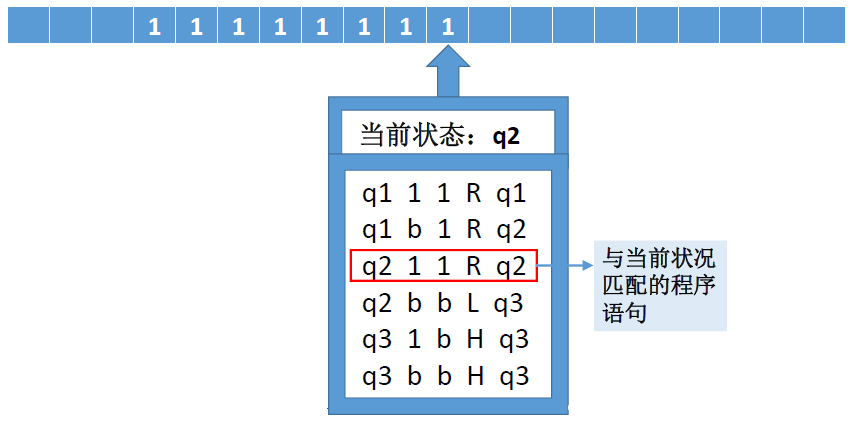 1 1 1 1 1 1 1 1
当前状态：q2
q1 1 1 R q1
q1 b 1 R q2
q2 1 1 R q2
q2 b b L q3
q3 1 b H q3
q3 b b H q3
与当前状况
匹配的程序
语句